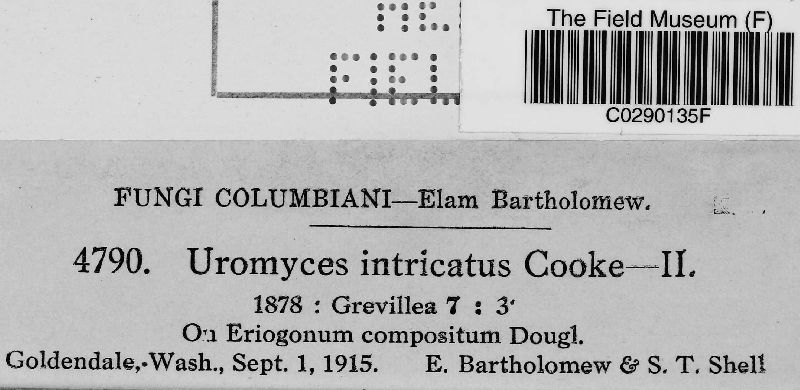 The Field Museum (F)
C0290135F
FUNGI COLUMBIANI—Elam Bartholomew.
4790. Uromyces intricatus Cooke—II.
1878 : Grevillea 7 : 3
On Eriogonum compositum Dougl.
Goldendale, Wash., Sept. 1, 1915. E. Bartholomew & S. T. Shell